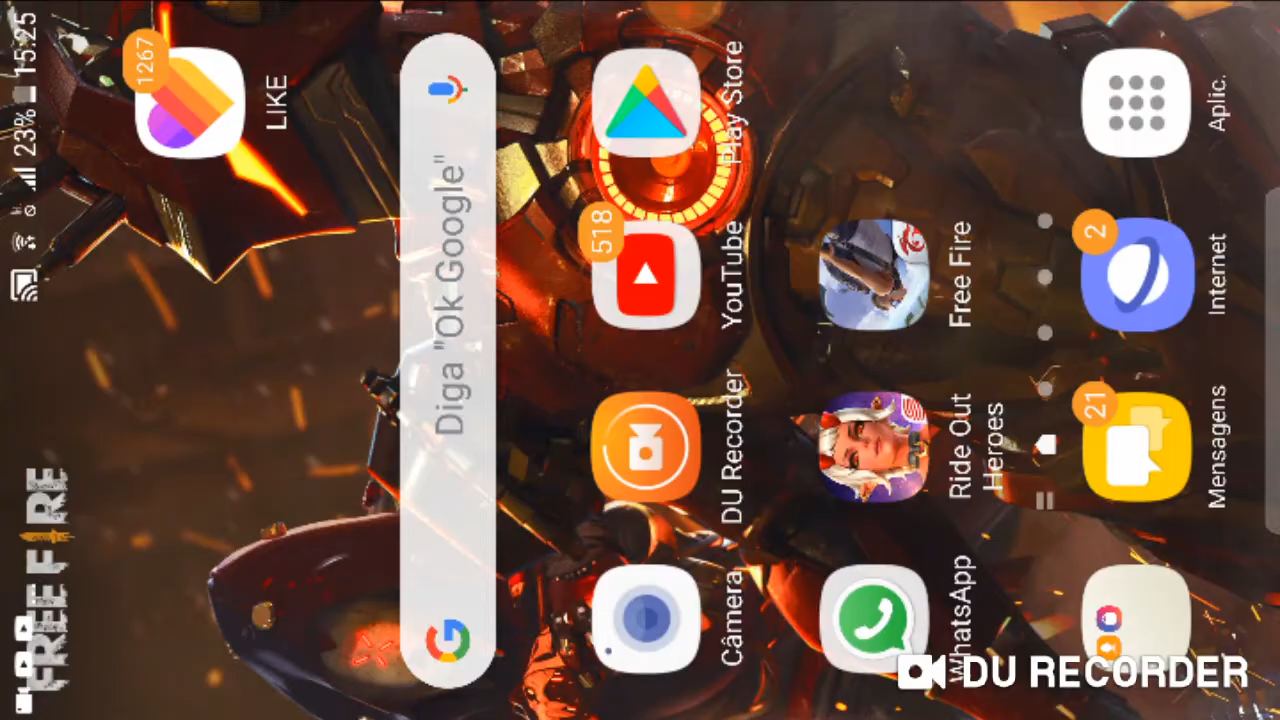 23% 15:25
FREE FIRE
1267
LIKE
Diga "Ok Google"
Câmera
DU Recorder
518
YouTube
Play Store
WhatsApp
Ride Out
Heroes
Free Fire
21
Mensagens
2
Internet
Aplic.
DU RECORDER